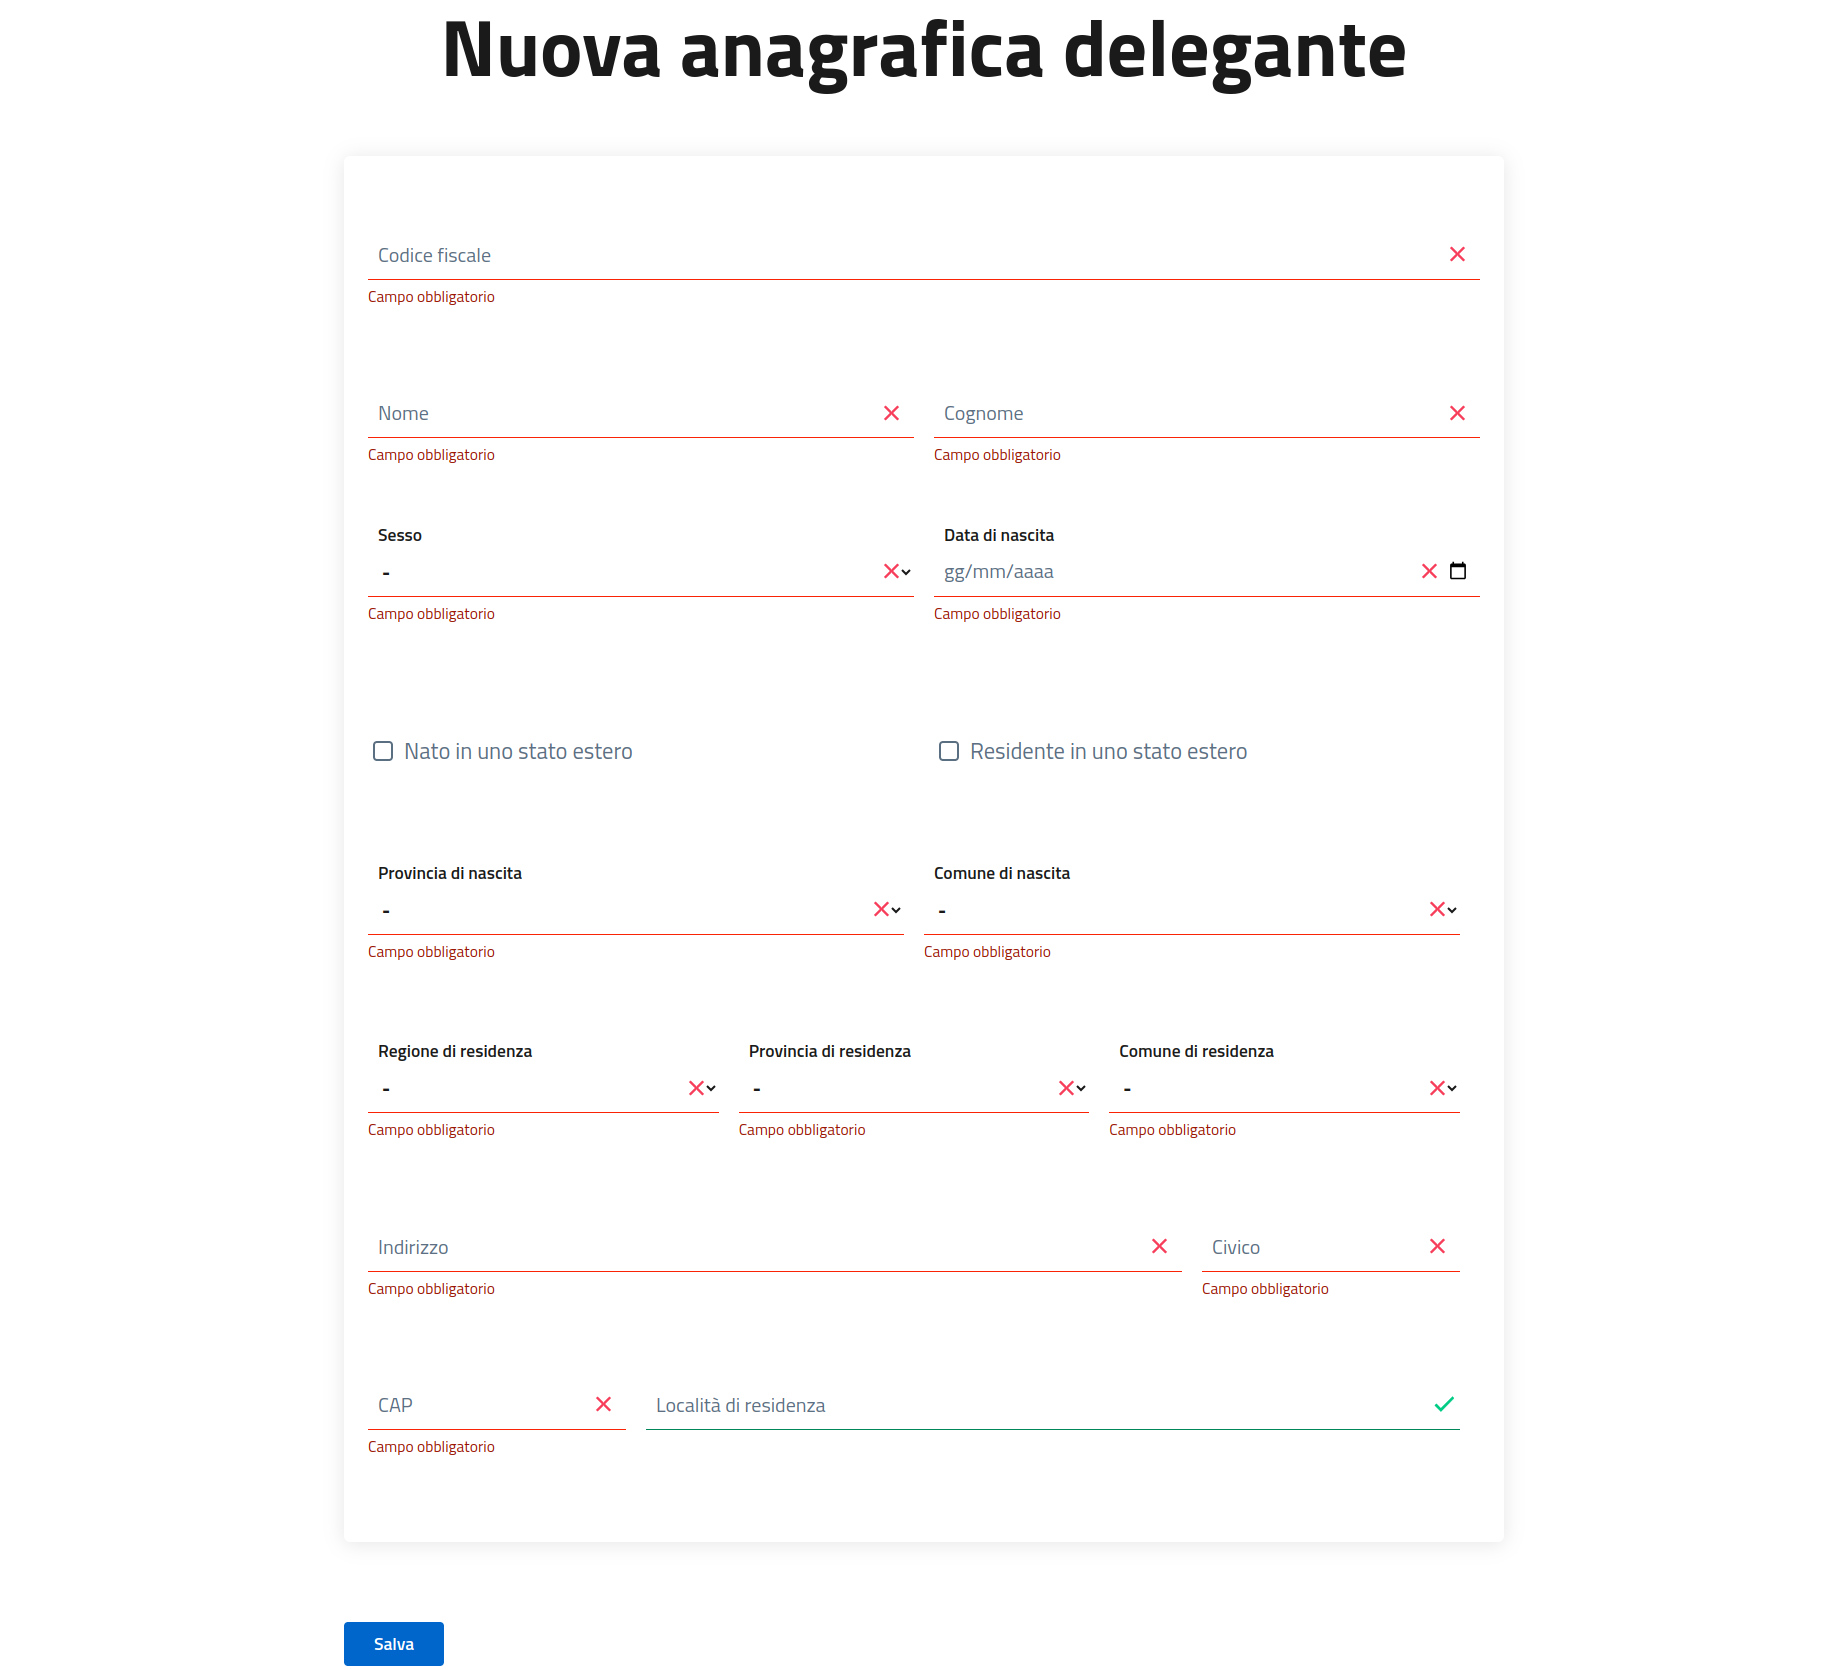 Nuova anagrafica delegante
Codice fiscale
Campo obbligatorio
Nome
Cognome
Campo obbligatorio
Campo obbligatorio
Sesso
Data di nascita
-
gg/mm/aaaa
Campo obbligatorio
Campo obbligatorio
Nato in uno stato estero
Residente in uno stato estero
Provincia di nascita
Comune di nascita
-
-
Campo obbligatorio
Campo obbligatorio
Regione di residenza
Provincia di residenza
Comune di residenza
-
-
-
Campo obbligatorio
Campo obbligatorio
Campo obbligatorio
Indirizzo
Civico
Campo obbligatorio
Campo obbligatorio
CAP
Località di residenza
Campo obbligatorio
Salva